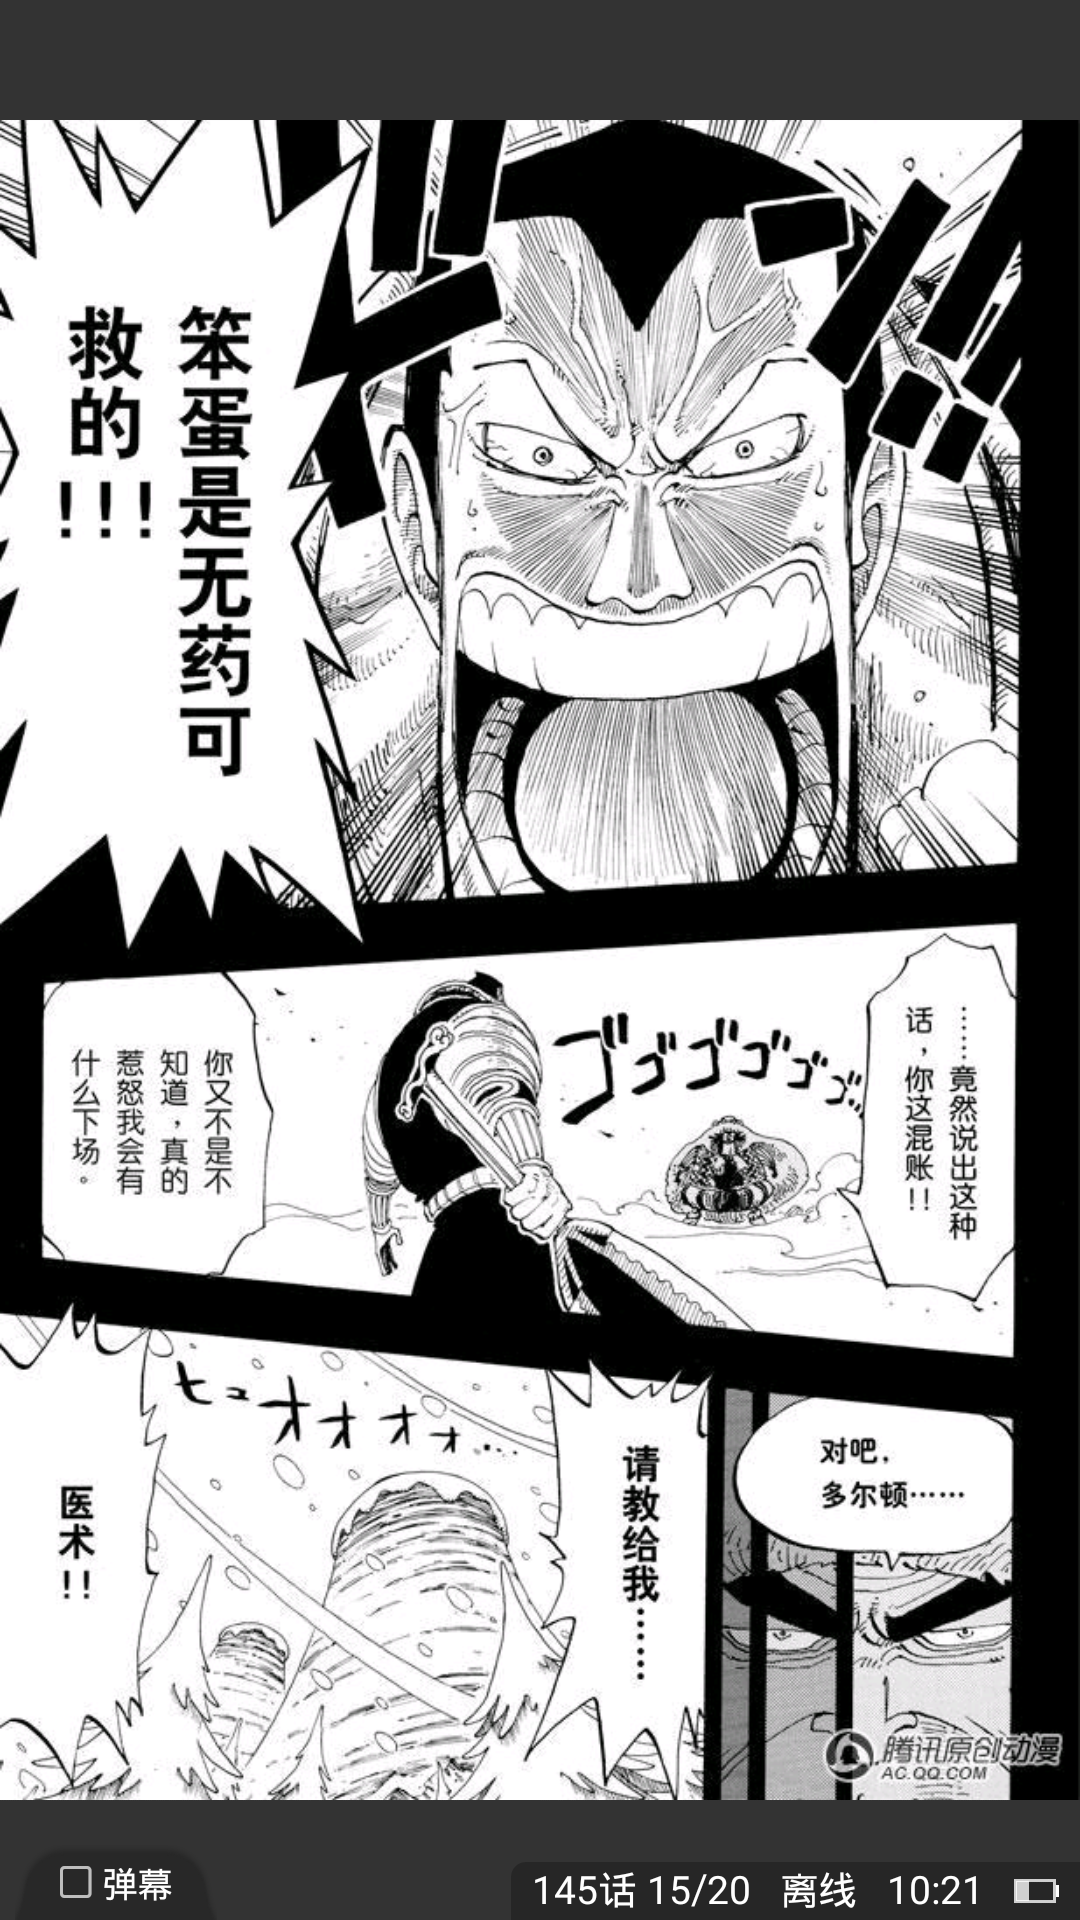 笨蛋是无药可
救的！！！
……竟然说出这种
话，你这混账！！
ゴゴゴゴゴゴ…
你又不是不
知道，真的
惹怒我会有
什么下场。
对吧，
多尔顿……
请教给我……
ヒュオオオォ……
医术！！
腾讯原创动漫
AC.QQ.COM
弹幕
145话 15/20 离线 10:21